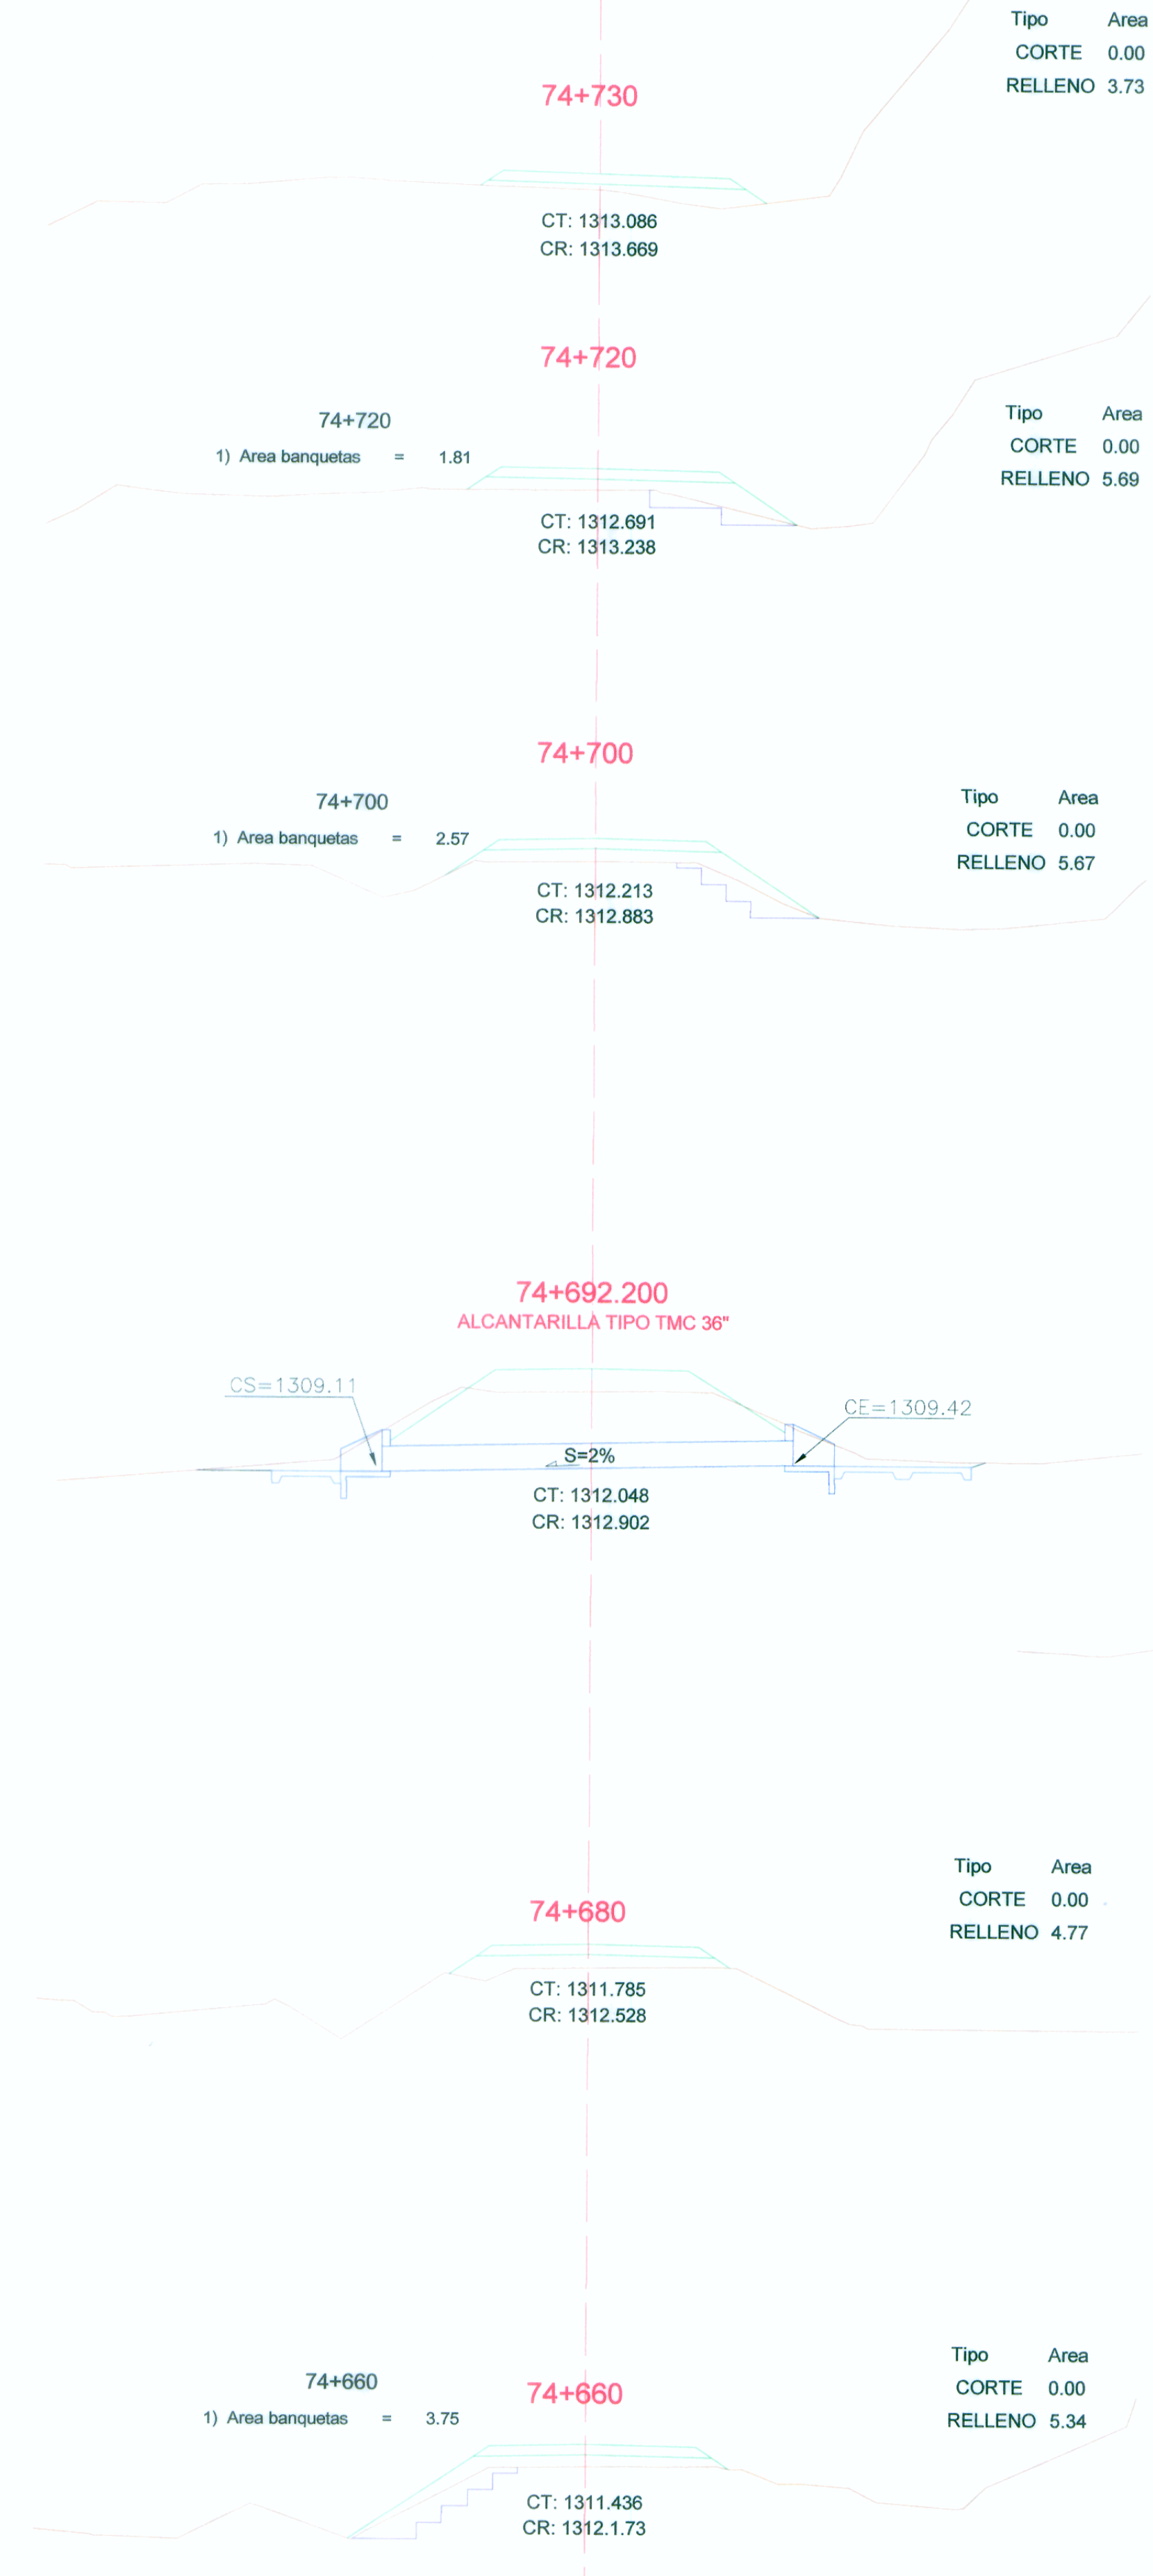 Tipo Area
CORTE 0.00
RELLENO 3.73
74+730
CT: 1313.086
CR: 1313.669
74+720
74+720
1) Area banquetas = 1.81
Tipo Area
CORTE 0.00
RELLENO 5.69
CT: 1312.691
CR: 1313.238
74+700
74+700
1) Area banquetas = 2.57
Tipo Area
CORTE 0.00
RELLENO 5.67
CT: 1312.213
CR: 1312.883
74+692.200
ALCANTARILLA TIPO TMC 36"
CS=1309.11
CE=1309.42
S=2%
CT: 1312.048
CR: 1312.902
Tipo Area
CORTE 0.00
RELLENO 4.77
74+680
CT: 1311.785
CR: 1312.528
74+660
74+660
1) Area banquetas = 3.75
Tipo Area
CORTE 0.00
RELLENO 5.34
CT: 1311.436
CR: 1312.1.73